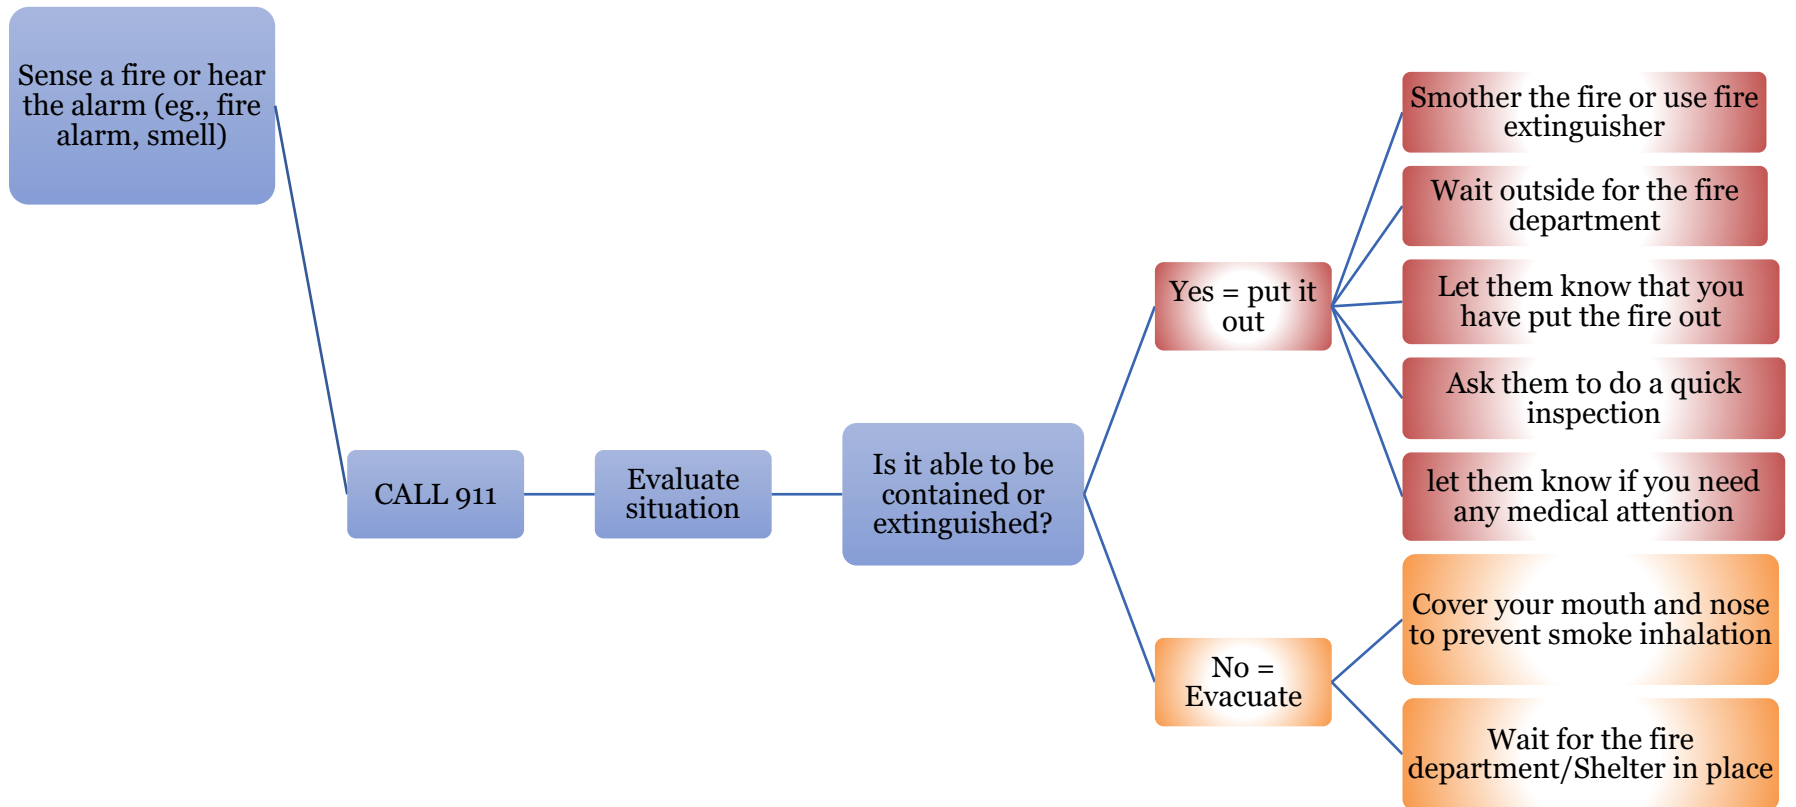 Sense a fire or hear
the alarm (eg., fire
alarm, smell)
CALL 911
Evaluate
situation
Is it able to be
contained or
extinguished?
Yes = put it
out
Smother the fire or use fire
extinguisher
Wait outside for the fire
department
Let them know that you
have put the fire out
Ask them to do a quick
inspection
let them know if you need
any medical attention
No =
Evacuate
Cover your mouth and nose
to prevent smoke inhalation
Wait for the fire
department/Shelter in place